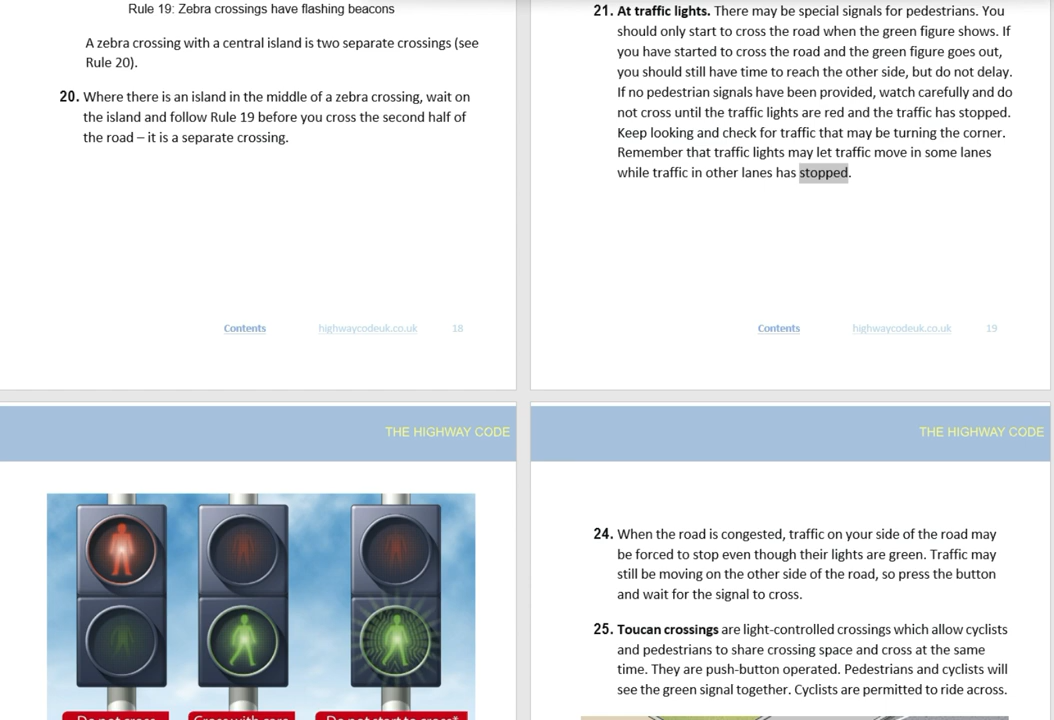 Rule 19: Zebra crossings have flashing beacons
A zebra crossing with a central island is two separate crossings (see
Rule 20).
20. Where there is an island in the middle of a zebra crossing, wait on
the island and follow Rule 19 before you cross the second half of
the road – it is a separate crossing.
Contents highwaycodeuk.co.uk 18
21. At traffic lights. There may be special signals for pedestrians. You
should only start to cross the road when the green figure shows. If
you have started to cross the road and the green figure goes out,
you should still have time to reach the other side, but do not delay.
If no pedestrian signals have been provided, watch carefully and do
not cross until the traffic lights are red and the traffic has stopped.
Keep looking and check for traffic that may be turning the corner.
Remember that traffic lights may let traffic move in some lanes
while traffic in other lanes has stopped.
Contents highwaycodeuk.co.uk 19
THE HIGHWAY CODE
Do not cross
Cross with care
Do not start to cross*
THE HIGHWAY CODE
24. When the road is congested, traffic on your side of the road may
be forced to stop even though their lights are green. Traffic may
still be moving on the other side of the road, so press the button
and wait for the signal to cross.
25. Toucan crossings are light-controlled crossings which allow cyclists
and pedestrians to share crossing space and cross at the same
time. They are push-button operated. Pedestrians and cyclists will
see the green signal together. Cyclists are permitted to ride across.